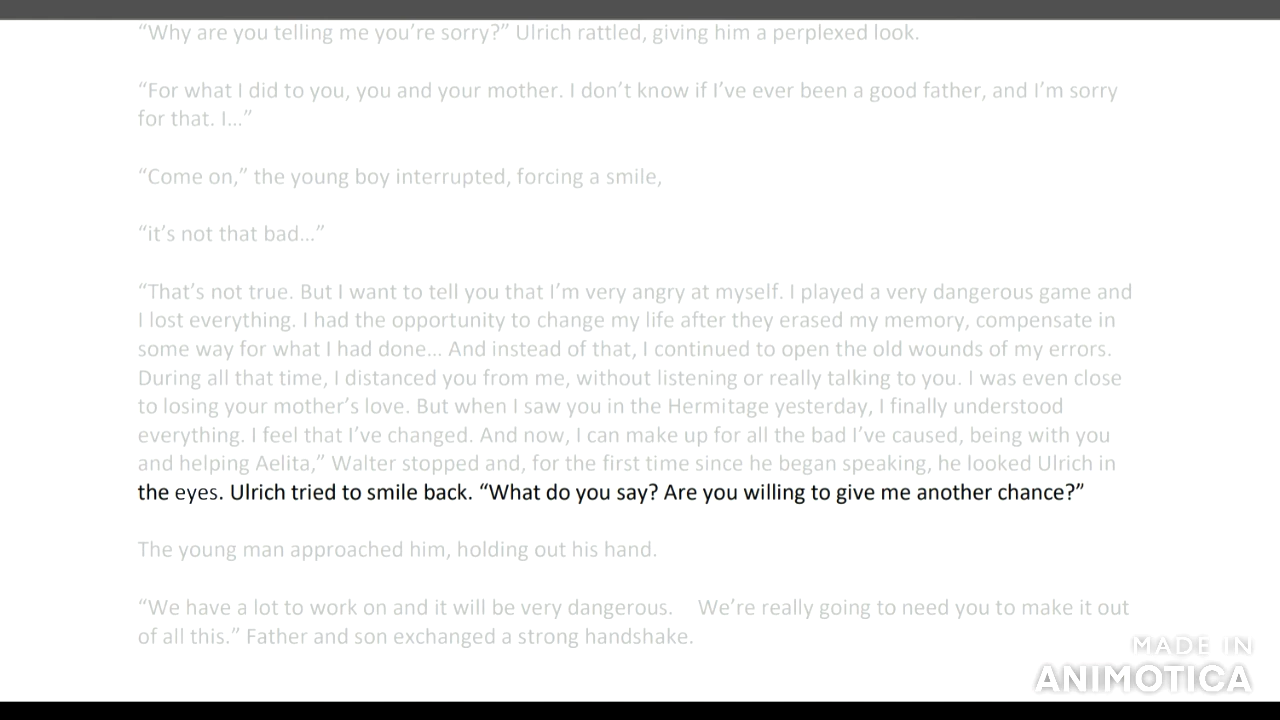 “Why are you telling me you’re sorry?” Ulrich rattled, giving him a perplexed look.
“For what I did to you, you and your mother. I don’t know if I’ve ever been a good father, and I’m sorry
for that. I…”
“Come on,” the young boy interrupted, forcing a smile,
“it’s not that bad…”
“That’s not true. But I want to tell you that I’m very angry at myself. I played a very dangerous game and
I lost everything. I had the opportunity to change my life after they erased my memory, compensate in
some way for what I had done… And instead of that, I continued to open the old wounds of my errors.
During all that time, I distanced you from me, without listening or really talking to you. I was even close
to losing your mother’s love. But when I saw you in the Hermitage yesterday, I finally understood
everything. I feel that I’ve changed. And now, I can make up for all the bad I’ve caused, being with you
and helping Aelita,” Walter stopped and, for the first time since he began speaking, he looked Ulrich in
the eyes. Ulrich tried to smile back. “What do you say? Are you willing to give me another chance?”
The young man approached him, holding out his hand.
“We have a lot to work on and it will be very dangerous. We’re really going to need you to make it out
of all this.” Father and son exchanged a strong handshake.
MADE IN
ANIMOTICA